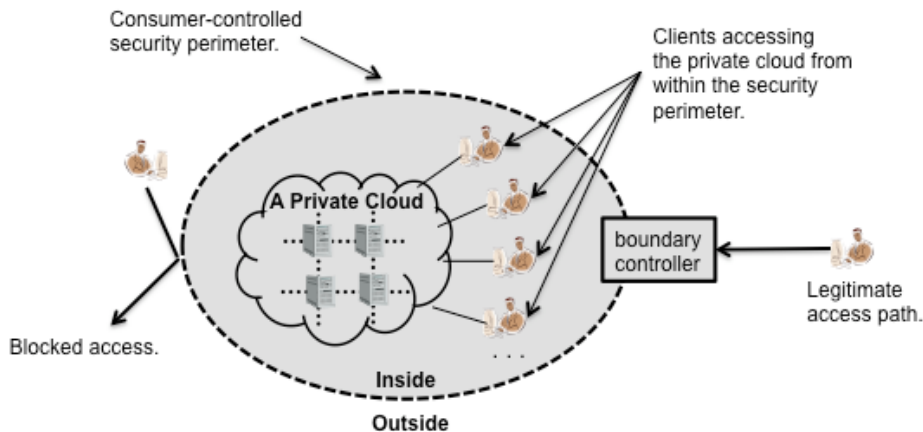 Consumer-controlled
security perimeter.
Clients accessing
the private cloud from
within the security
perimeter.
A Private Cloud
boundary
controller
Legitimate
access path.
Blocked access.
. . .
Inside
Outside